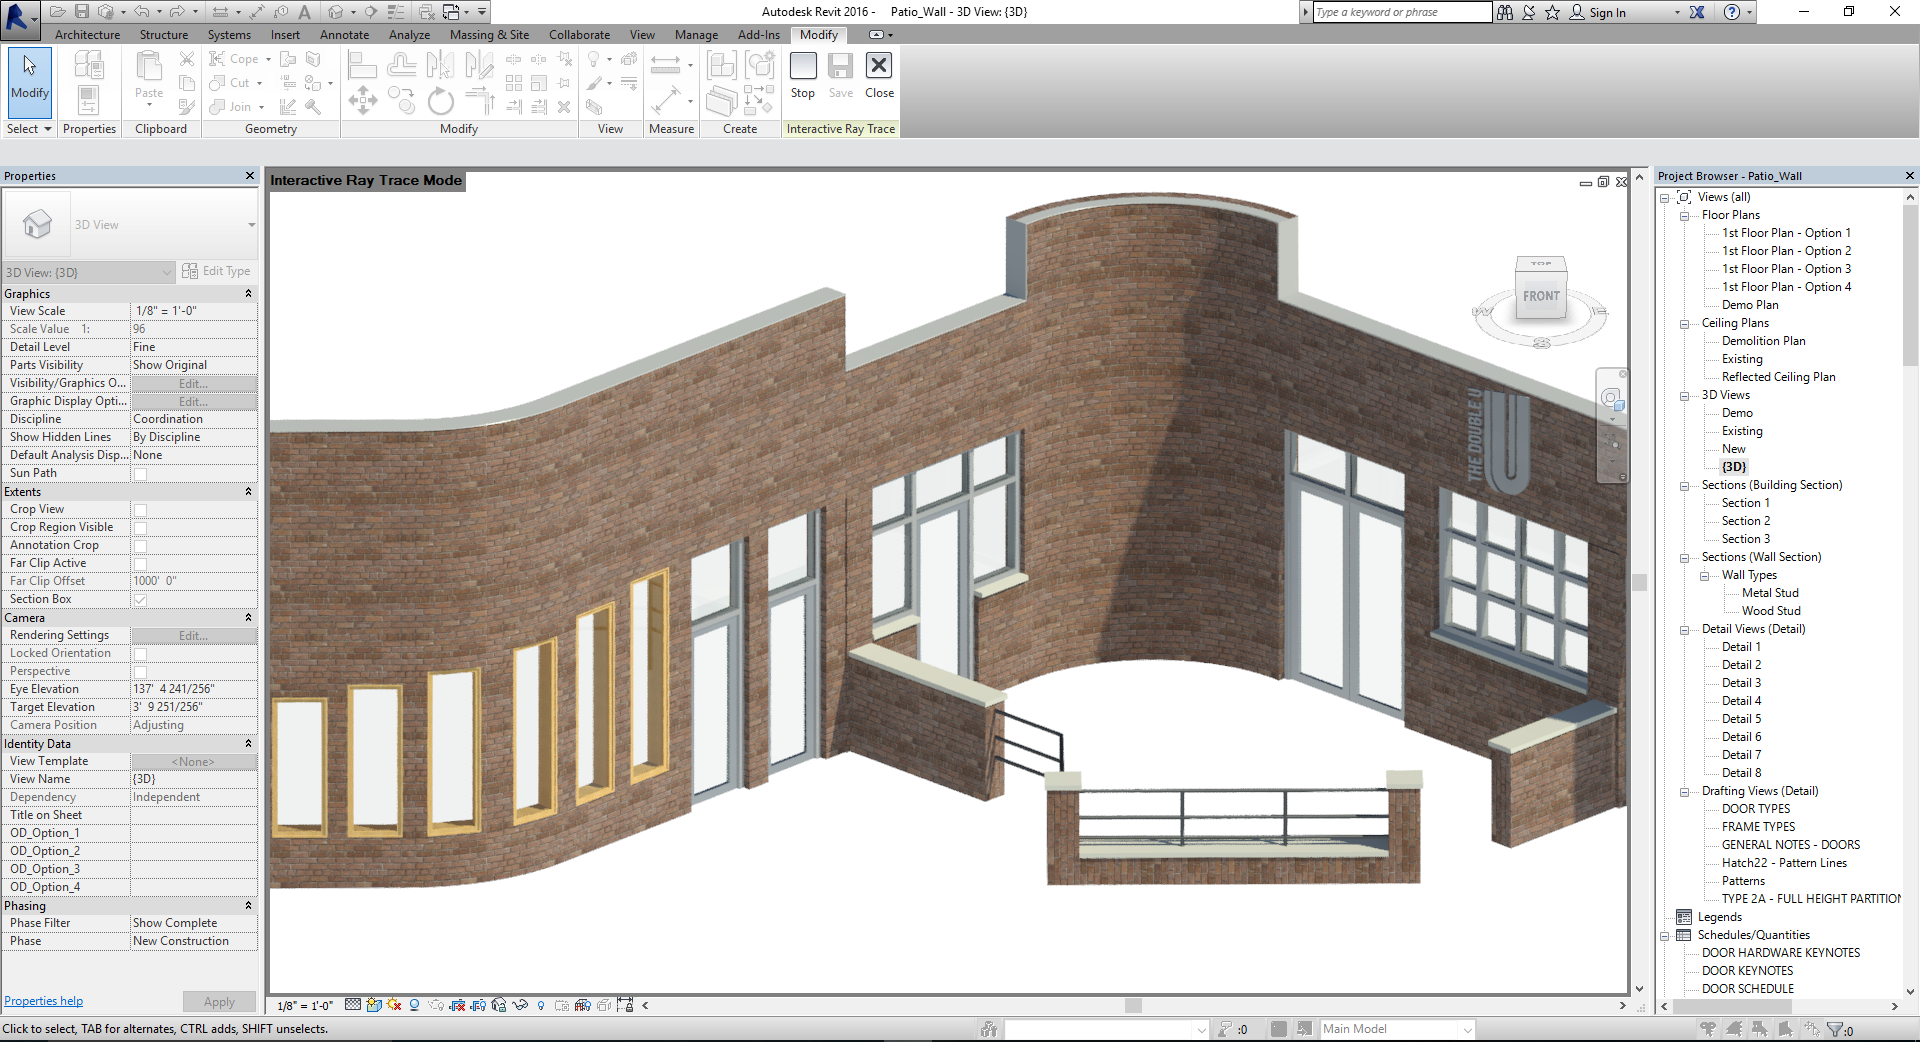 Autodesk Revit 2016 -     Patio_Wall - 3D View: {3D}
Type a keyword or phrase
Sign In
Architecture Structure Systems Insert Annotate Analyze Massing & Site Collaborate View Manage Add-Ins Modify
Modify
Paste
Cope
Cut
Join
Stop Save Close
Select Properties Clipboard Geometry Modify View Measure Create Interactive Ray Trace
Properties
3D View
3D View: {3D}
Edit Type
Graphics
View Scale 1/8" = 1'-0"
Scale Value 1: 96
Detail Level Fine
Parts Visibility Show Original
Visibility/Graphics O... Edit...
Graphic Display Opti... Edit...
Discipline Coordination
Show Hidden Lines By Discipline
Default Analysis Disp... None
Sun Path
Extents
Crop View
Crop Region Visible
Annotation Crop
Far Clip Active
Far Clip Offset 1000' 0"
Section Box
Camera
Rendering Settings Edit...
Locked Orientation
Perspective
Eye Elevation 137' 4 241/256"
Target Elevation 3' 9 251/256"
Camera Position Adjusting
Identity Data
View Template <None>
View Name {3D}
Dependency Independent
Title on Sheet
OD_Option_1
OD_Option_2
OD_Option_3
OD_Option_4
Phasing
Phase Filter Show Complete
Phase New Construction
Properties help
Apply
Interactive Ray Trace Mode
TOP
FRONT
THE DOUBLE U
U
1/8" = 1'-0"
Project Browser - Patio_Wall
Views (all)
Floor Plans
1st Floor Plan - Option 1
1st Floor Plan - Option 2
1st Floor Plan - Option 3
1st Floor Plan - Option 4
Demo Plan
Ceiling Plans
Demolition Plan
Existing
Reflected Ceiling Plan
3D Views
Demo
Existing
New
{3D}
Sections (Building Section)
Section 1
Section 2
Section 3
Sections (Wall Section)
Wall Types
Metal Stud
Wood Stud
Detail Views (Detail)
Detail 1
Detail 2
Detail 3
Detail 4
Detail 5
Detail 6
Detail 7
Detail 8
Drafting Views (Detail)
DOOR TYPES
FRAME TYPES
GENERAL NOTES - DOORS
Hatch22 - Pattern Lines
Patterns
TYPE 2A - FULL HEIGHT PARTITION
Legends
Schedules/Quantities
DOOR HARDWARE KEYNOTES
DOOR KEYNOTES
DOOR SCHEDULE
Click to select, TAB for alternates, CTRL adds, SHIFT unselects.
:0
Main Model
:0